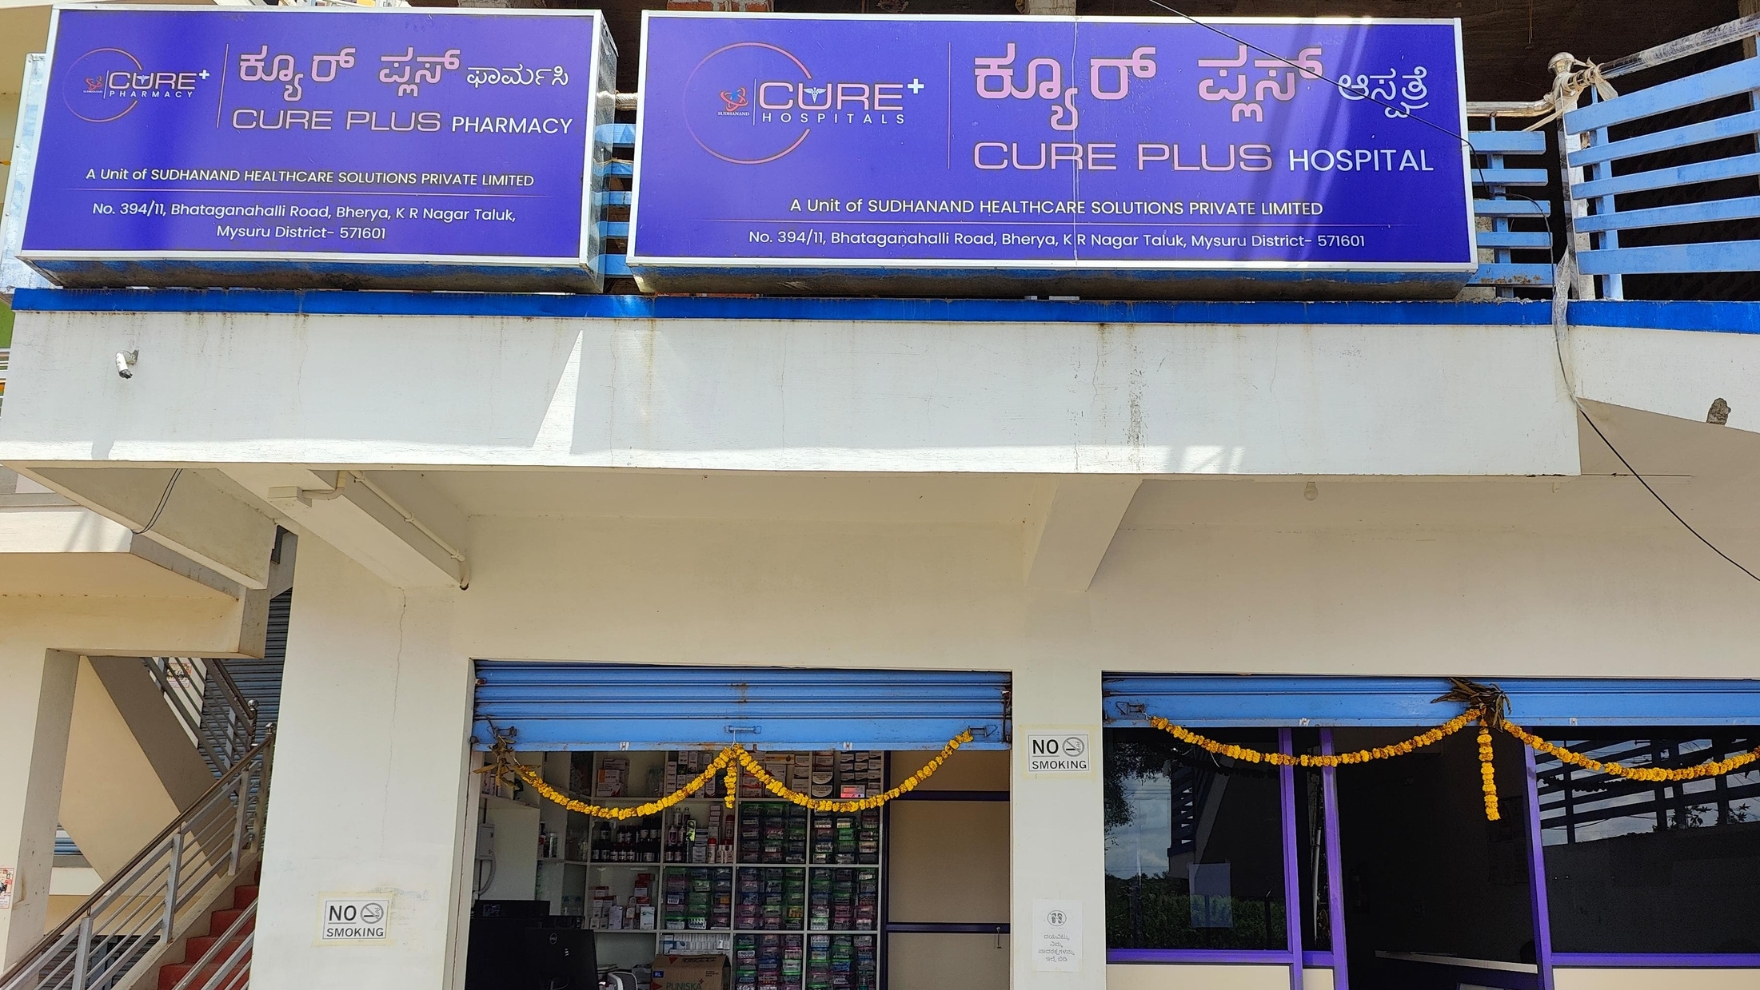 CURE+
PHARMACY
ಕ್ಯೂರ್ ಪ್ಲಸ್ ಫಾರ್ಮಸಿ
CURE PLUS PHARMACY
A Unit of SUDHANAND HEALTHCARE SOLUTIONS PRIVATE LIMITED
No. 394/11, Bhataganahalli Road, Bherya, K R Nagar Taluk,
Mysuru District- 571601
SUDHANAND
CURE+
HOSPITALS
ಕ್ಯೂರ್ ಪ್ಲಸ್ ಆಸ್ಪತ್ರೆ
CURE PLUS HOSPITAL
A Unit of SUDHANAND HEALTHCARE SOLUTIONS PRIVATE LIMITED
No. 394/11, Bhataganahalli Road, Bherya, K R Nagar Taluk, Mysuru District- 571601
NO
SMOKING
NO
SMOKING